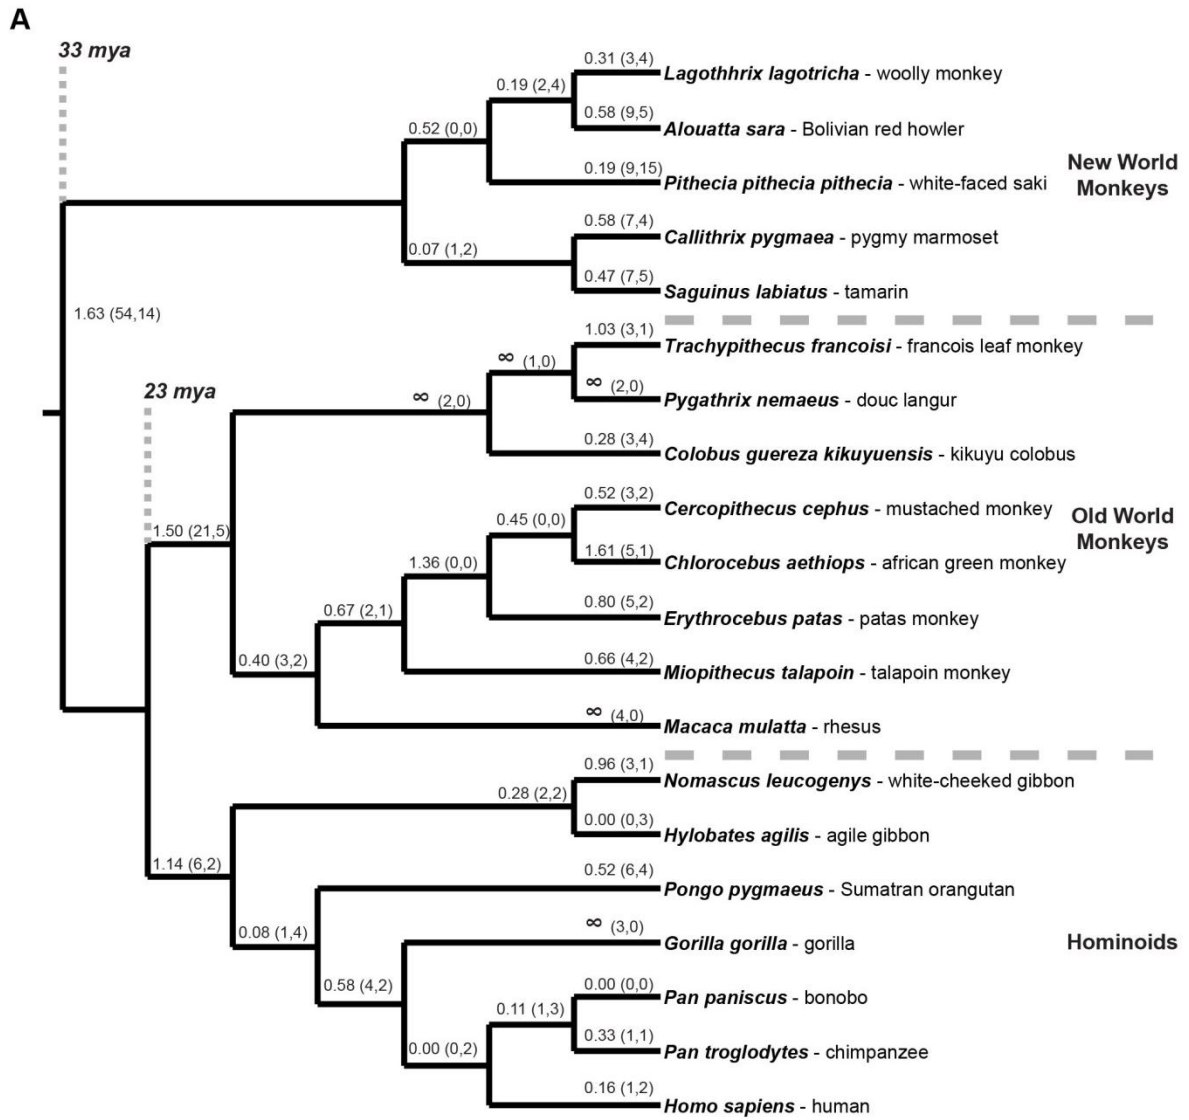 A
33 mya
0.31 (3,4)
Lagothhrix lagotricha - woolly monkey
0.19 (2,4)
0.58 (9,5)
Alouatta sara - Bolivian red howler
0.52 (0,0)
0.19 (9,15)
Pithecia pithecia pithecia - white-faced saki
New World
Monkeys
0.58 (7,4)
Callithrix pygmaea - pygmy marmoset
0.07 (1,2)
0.47 (7,5)
Saguinus labiatus - tamarin
1.63 (54,14)
1.03 (3,1)
Trachypithecus francoisi - francois leaf monkey
∞ (1,0)
23 mya
∞ (2,0)
Pygathrix nemaeus - douc langur
∞ (2,0)
0.28 (3,4)
Colobus guereza kikuyuensis - kikuyu colobus
0.52 (3,2)
Cercopithecus cephus - mustached monkey
Old World
Monkeys
0.45 (0,0)
1.50 (21,5)
1.61 (5,1)
Chlorocebus aethiops - african green monkey
1.36 (0,0)
0.80 (5,2)
Erythrocebus patas - patas monkey
0.67 (2,1)
0.40 (3,2)
0.66 (4,2)
Miopithecus talapoin - talapoin monkey
∞ (4,0)
Macaca mulatta - rhesus
0.96 (3,1)
Nomascus leucogenys - white-cheeked gibbon
0.28 (2,2)
0.00 (0,3)
Hylobates agilis - agile gibbon
1.14 (6,2)
0.52 (6,4)
Pongo pygmaeus - Sumatran orangutan
0.08 (1,4)
∞ (3,0)
Gorilla gorilla - gorilla
Hominoids
0.58 (4,2)
0.00 (0,0)
Pan paniscus - bonobo
0.11 (1,3)
0.33 (1,1)
Pan troglodytes - chimpanzee
0.00 (0,2)
0.16 (1,2)
Homo sapiens - human